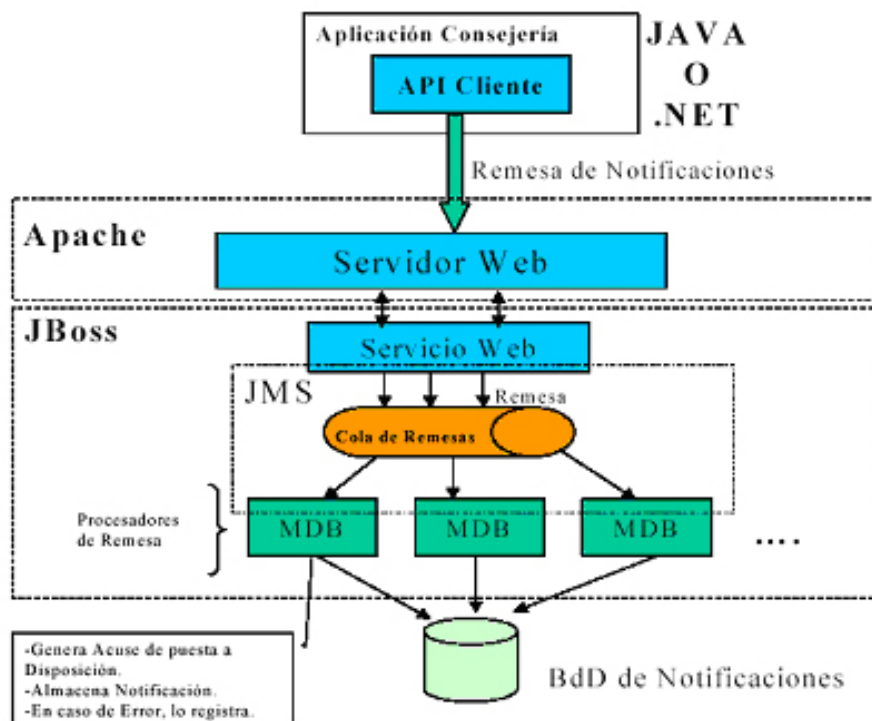 Aplicación Consejería
API Cliente
JAVA
O
.NET
Remesa de Notificaciones
Apache
Servidor Web
JBoss
Servicio Web
JMS
Remesa
Cola de Remesas
Procesadores
de Remesa
MDB
MDB
MDB
....
-Genera Acuse de puesta a
Disposición.
-Almacena Notificación.
-En caso de Error, lo registra.
BdD de Notificaciones